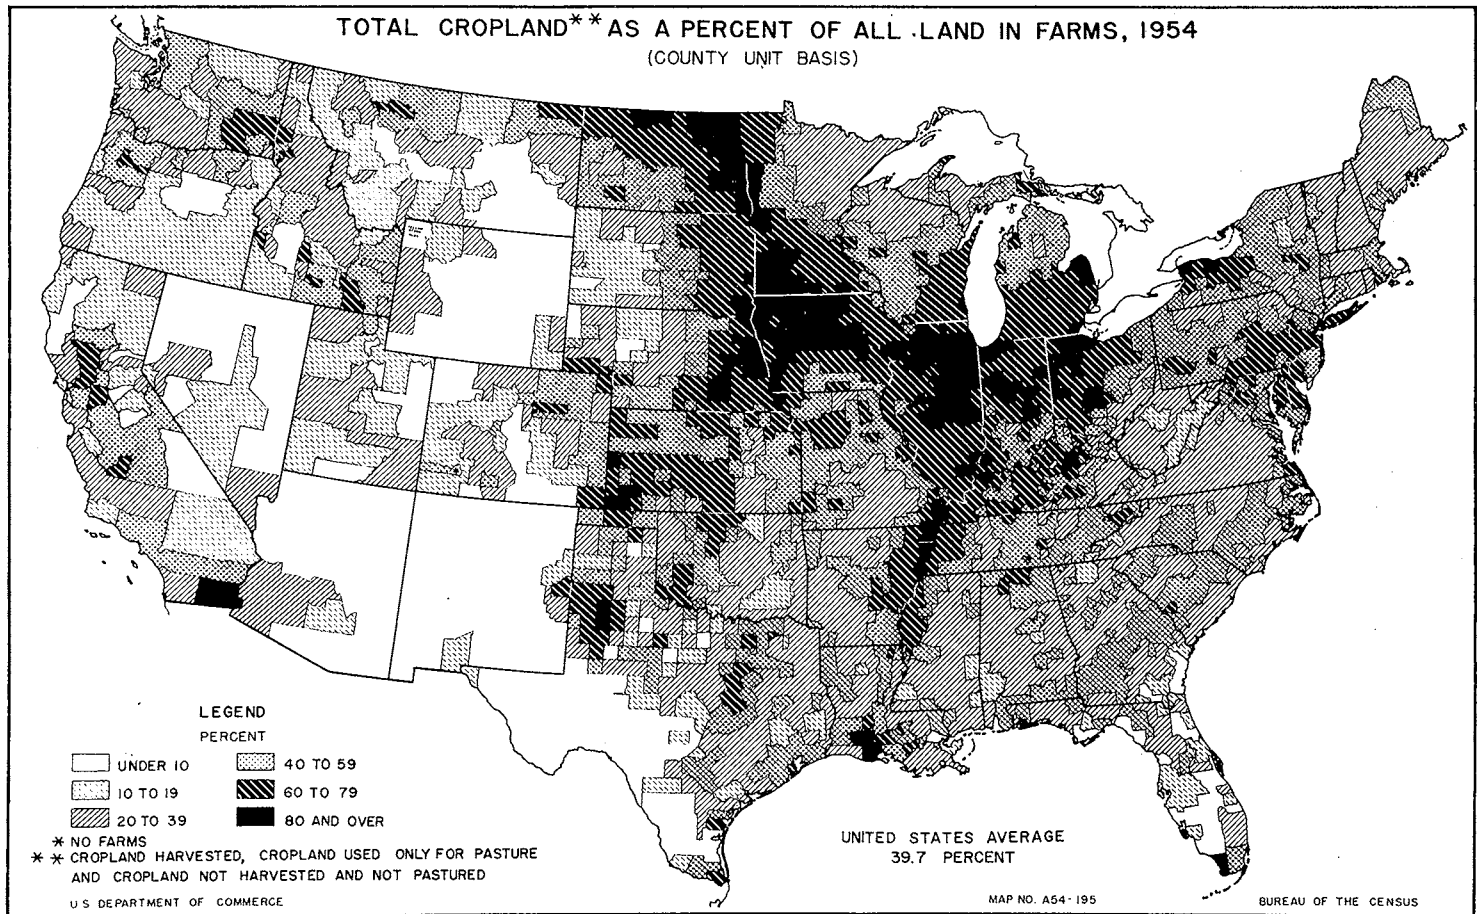 TOTAL CROPLAND** AS A PERCENT OF ALL LAND IN FARMS, 1954
(COUNTY UNIT BASIS)
LEGEND
PERCENT
UNDER 10
10 TO 19
20 TO 39
40 TO 59
60 TO 79
80 AND OVER
* NO FARMS
** CROPLAND HARVESTED, CROPLAND USED ONLY FOR PASTURE
AND CROPLAND NOT HARVESTED AND NOT PASTURED
UNITED STATES AVERAGE
39.7 PERCENT
U S DEPARTMENT OF COMMERCE
MAP NO. A54-195
BUREAU OF THE CENSUS